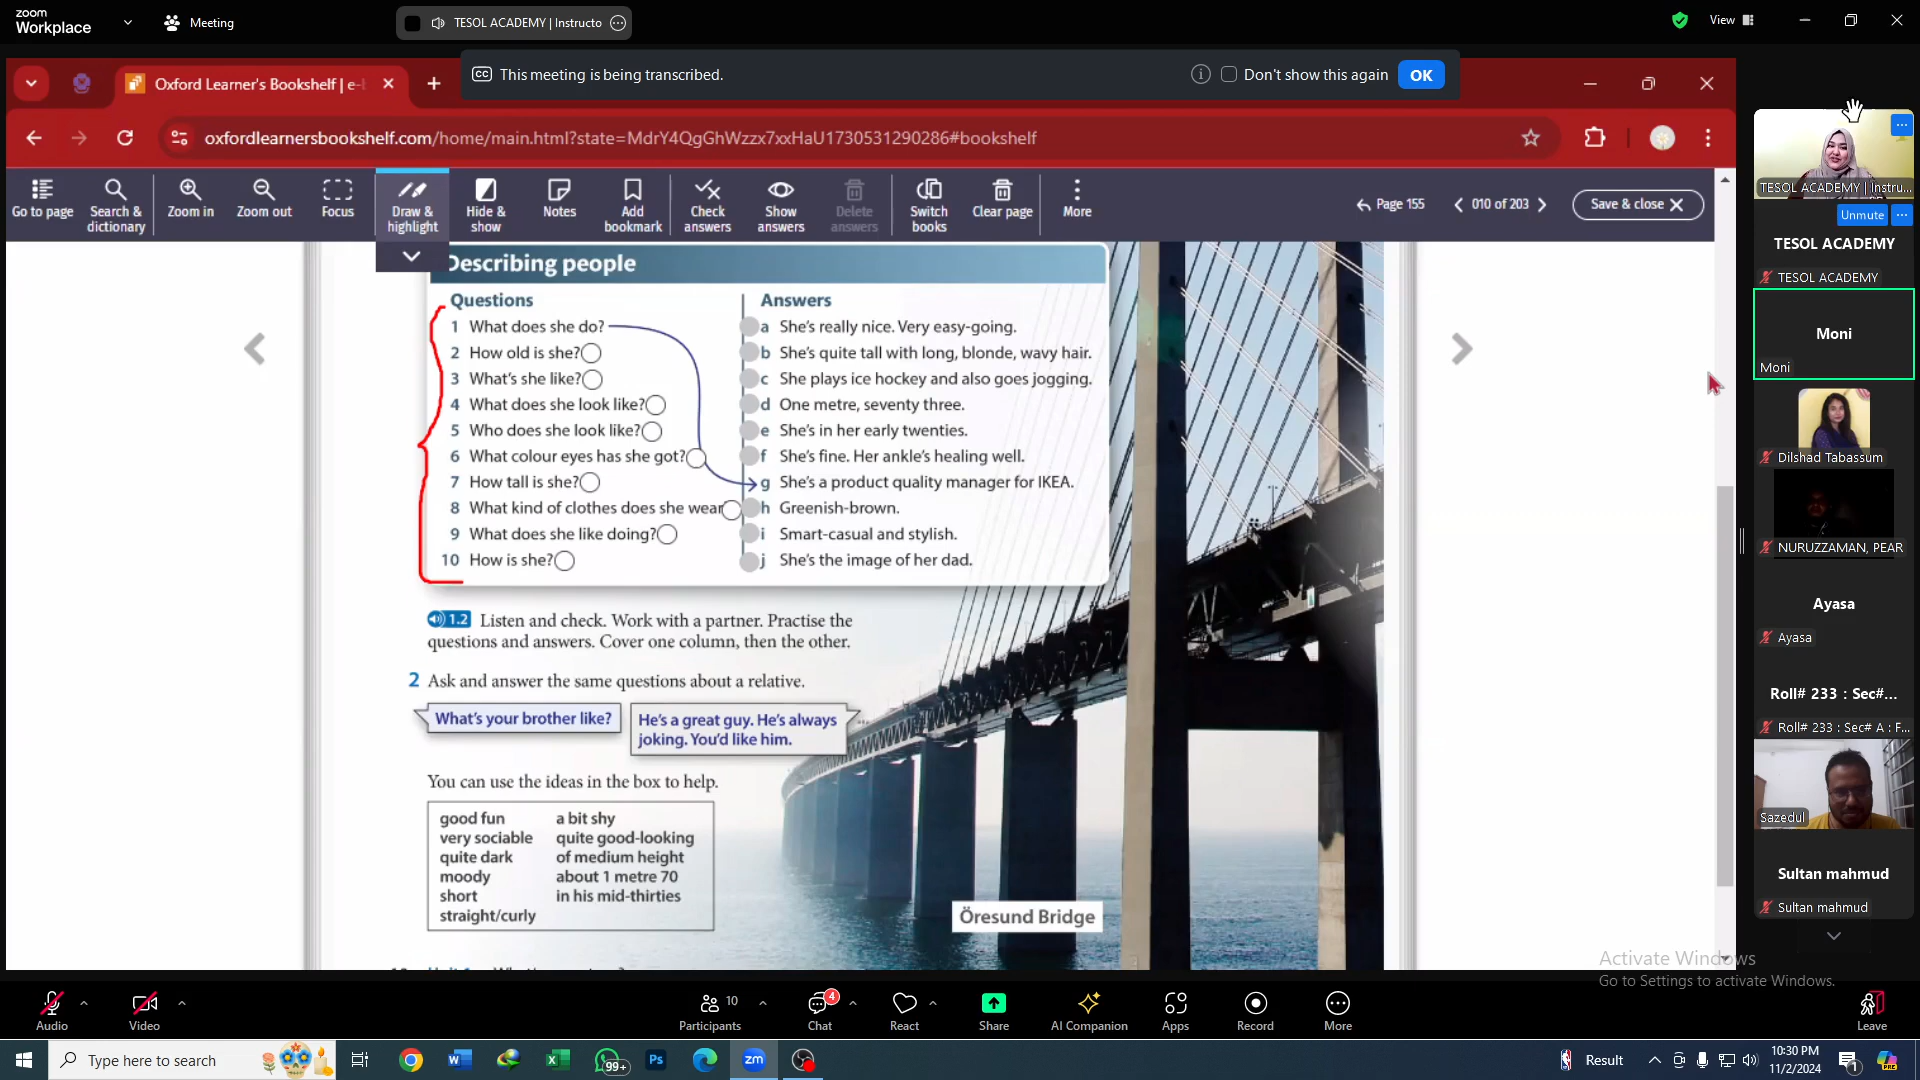 zoom
Workplace
Meeting
TESOL ACADEMY | Instructo
View
This meeting is being transcribed.
Don't show this again
OK
Oxford Learner's Bookshelf | e-b
oxfordlearnersbookshelf.com/home/main.html?state=MdrY4QgGhWzzx7xxHaU1730531290286#bookshelf
Go to page
Search & dictionary
Zoom in
Zoom out
Focus
Draw & highlight
Hide & show
Notes
Add bookmark
Check answers
Show answers
Delete answers
Switch books
Clear page
More
Page 155
010 of 203
Save & close
Describing people
Questions
1 What does she do?
2 How old is she?
3 What's she like?
4 What does she look like?
5 Who does she look like?
6 What colour eyes has she got?
7 How tall is she?
8 What kind of clothes does she wear
9 What does she like doing?
10 How is she?
Answers
a She's really nice. Very easy-going.
b She's quite tall with long, blonde, wavy hair.
c She plays ice hockey and also goes jogging.
d One metre, seventy three.
e She's in her early twenties.
f She's fine. Her ankle's healing well.
g She's a product quality manager for IKEA.
h Greenish-brown.
i Smart-casual and stylish.
j She's the image of her dad.
1.2 Listen and check. Work with a partner. Practise the
questions and answers. Cover one column, then the other.
2 Ask and answer the same questions about a relative.
What's your brother like?
He's a great guy. He's always
joking. You'd like him.
You can use the ideas in the box to help.
good fun
very sociable
quite dark
moody
short
straight/curly
a bit shy
quite good-looking
of medium height
about 1 metre 70
in his mid-thirties
Öresund Bridge
TESOL ACADEMY | Instru...
Unmute
TESOL ACADEMY
TESOL ACADEMY
Moni
Moni
Dilshad Tabassum
NURUZZAMAN, PEAR
Ayasa
Ayasa
Roll# 233 : Sec#...
Roll# 233 : Sec# A : F...
Sazedul
Sultan mahmud
Sultan mahmud
Activate Windows
Go to Settings to activate Windows.
Audio
Video
Participants
10
Chat
4
React
Share
AI Companion
Apps
Record
More
Leave
Type here to search
99+
zm
Result
10:30 PM
11/2/2024
1